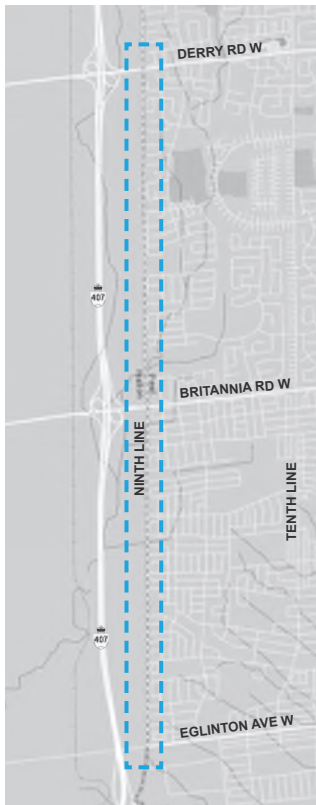 DERRY RD W
407
BRITANNIA RD W
NINTH LINE
TENTH LINE
407
EGLINTON AVE W